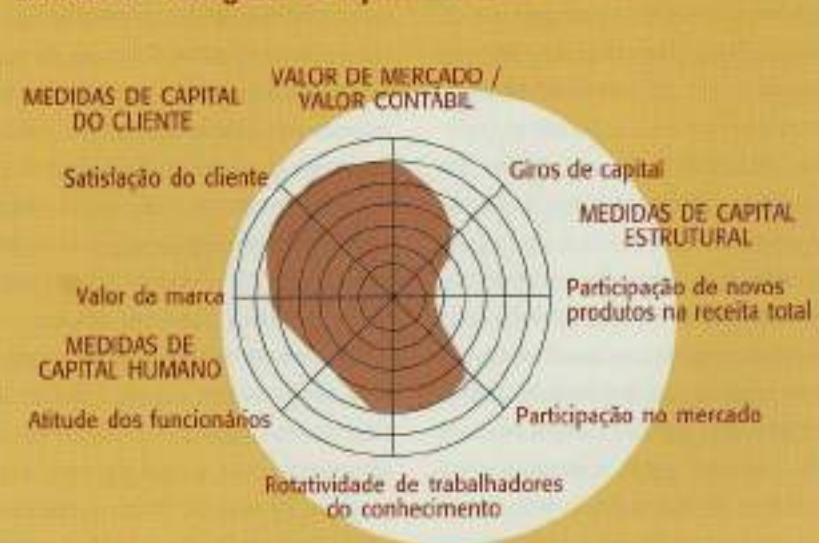 VALOR DE MERCADO /
VALOR CONTÁBIL
MEDIDAS DE CAPITAL
DO CLIENTE
Satislação do cliente
Giros de capital
MEDIDAS DE CAPITAL
ESTRUTURAL
Valor da marca
Participação de novos
produtos na receita total
MEDIDAS DE
CAPITAL HUMANO
Atitude dos funcionários
Participação no mercado
Rotatividade de trabalhadores
do conhecimento